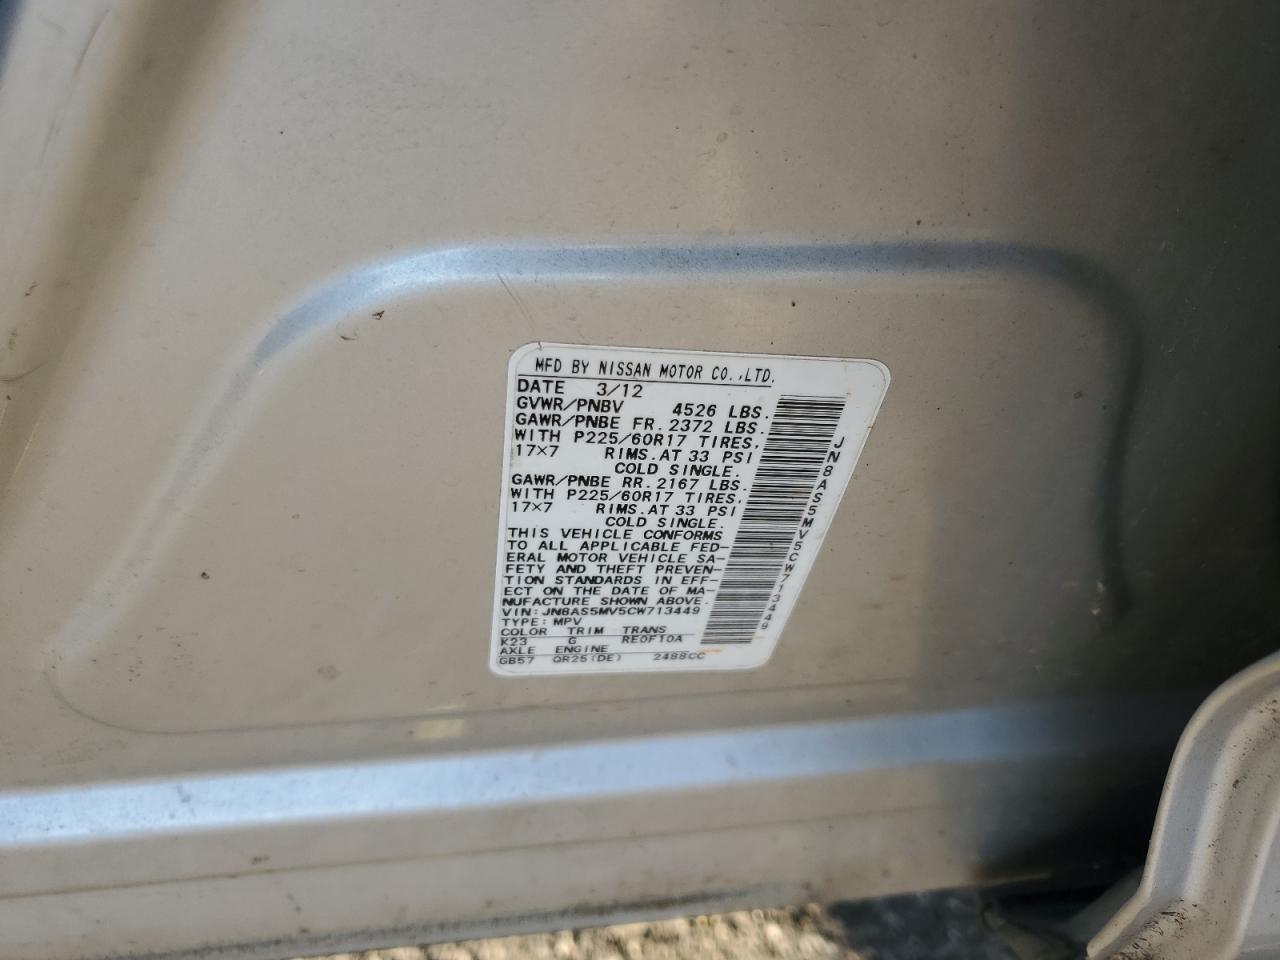 MFD BY NISSAN MOTOR CO.,LTD.
DATE 3/12
GVWR/PNBV 4526 LBS.
GAWR/PNBE FR. 2372 LBS.
WITH P225/60R17 TIRES.
17×7 RIMS.AT 33 PSI
COLD SINGLE.
GAWR/PNBE RR. 2167 LBS.
WITH P225/60R17 TIRES.
17×7 RIMS.AT 33 PSI
COLD SINGLE.
THIS VEHICLE CONFORMS
TO ALL APPLICABLE FED-
ERAL MOTOR VEHICLE SA-
FETY AND THEFT PREVEN-
TION STANDARDS IN EFF-
ECT ON THE DATE OF MA-
NUFACTURE SHOWN ABOVE.
VIN: JN8AS5MV5CW713449
TYPE: MPV
COLOR TRIM TRANS
K23 G RE0F10A
AXLE ENGINE
GB57 QR25(DE) 2488CC
JN8AS5MV5CW713449